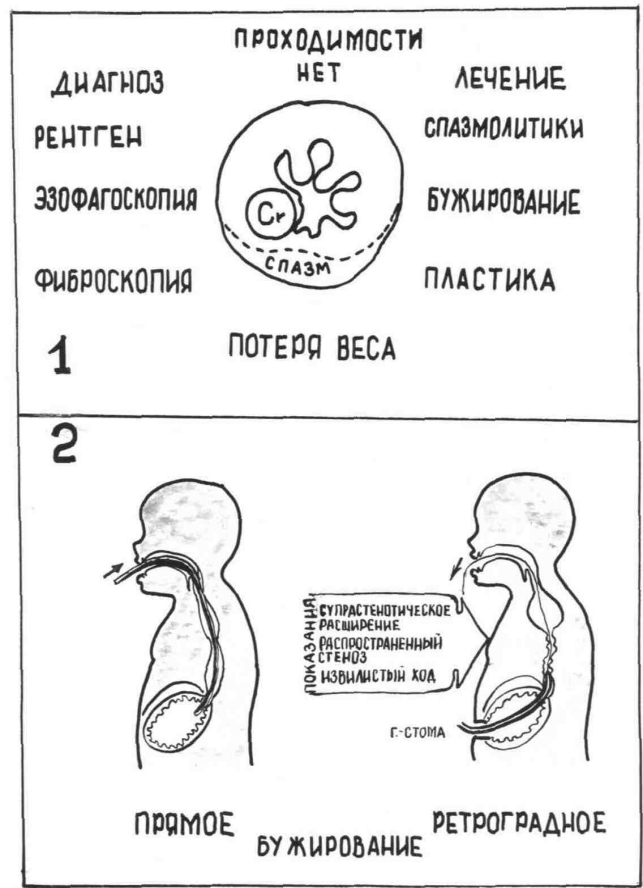 ПРОХОДИМОСТИ
НЕТ
ДИАГНОЗ
РЕНТГЕН
ЭЗОФАГОСКОПИЯ
ФИБРОСКОПИЯ
Cr
СПАЗМ
ЛЕЧЕНИЕ
СПАЗМОЛИТИКИ
БУЖИРОВАНИЕ
ПЛАСТИКА
1
ПОТЕРЯ ВЕСА
2
ПОКАЗАНИЯ
СУПРАСТЕНОТИЧЕСКОЕ
РАСШИРЕНИЕ
РАСПРОСТРАНЕННЫЙ
СТЕНОЗ
ИЗВИЛИСТЫЙ ХОД
Г.-СТОМА
ПРЯМОЕ
РЕТРОГРАДНОЕ
БУЖИРОВАНИЕ